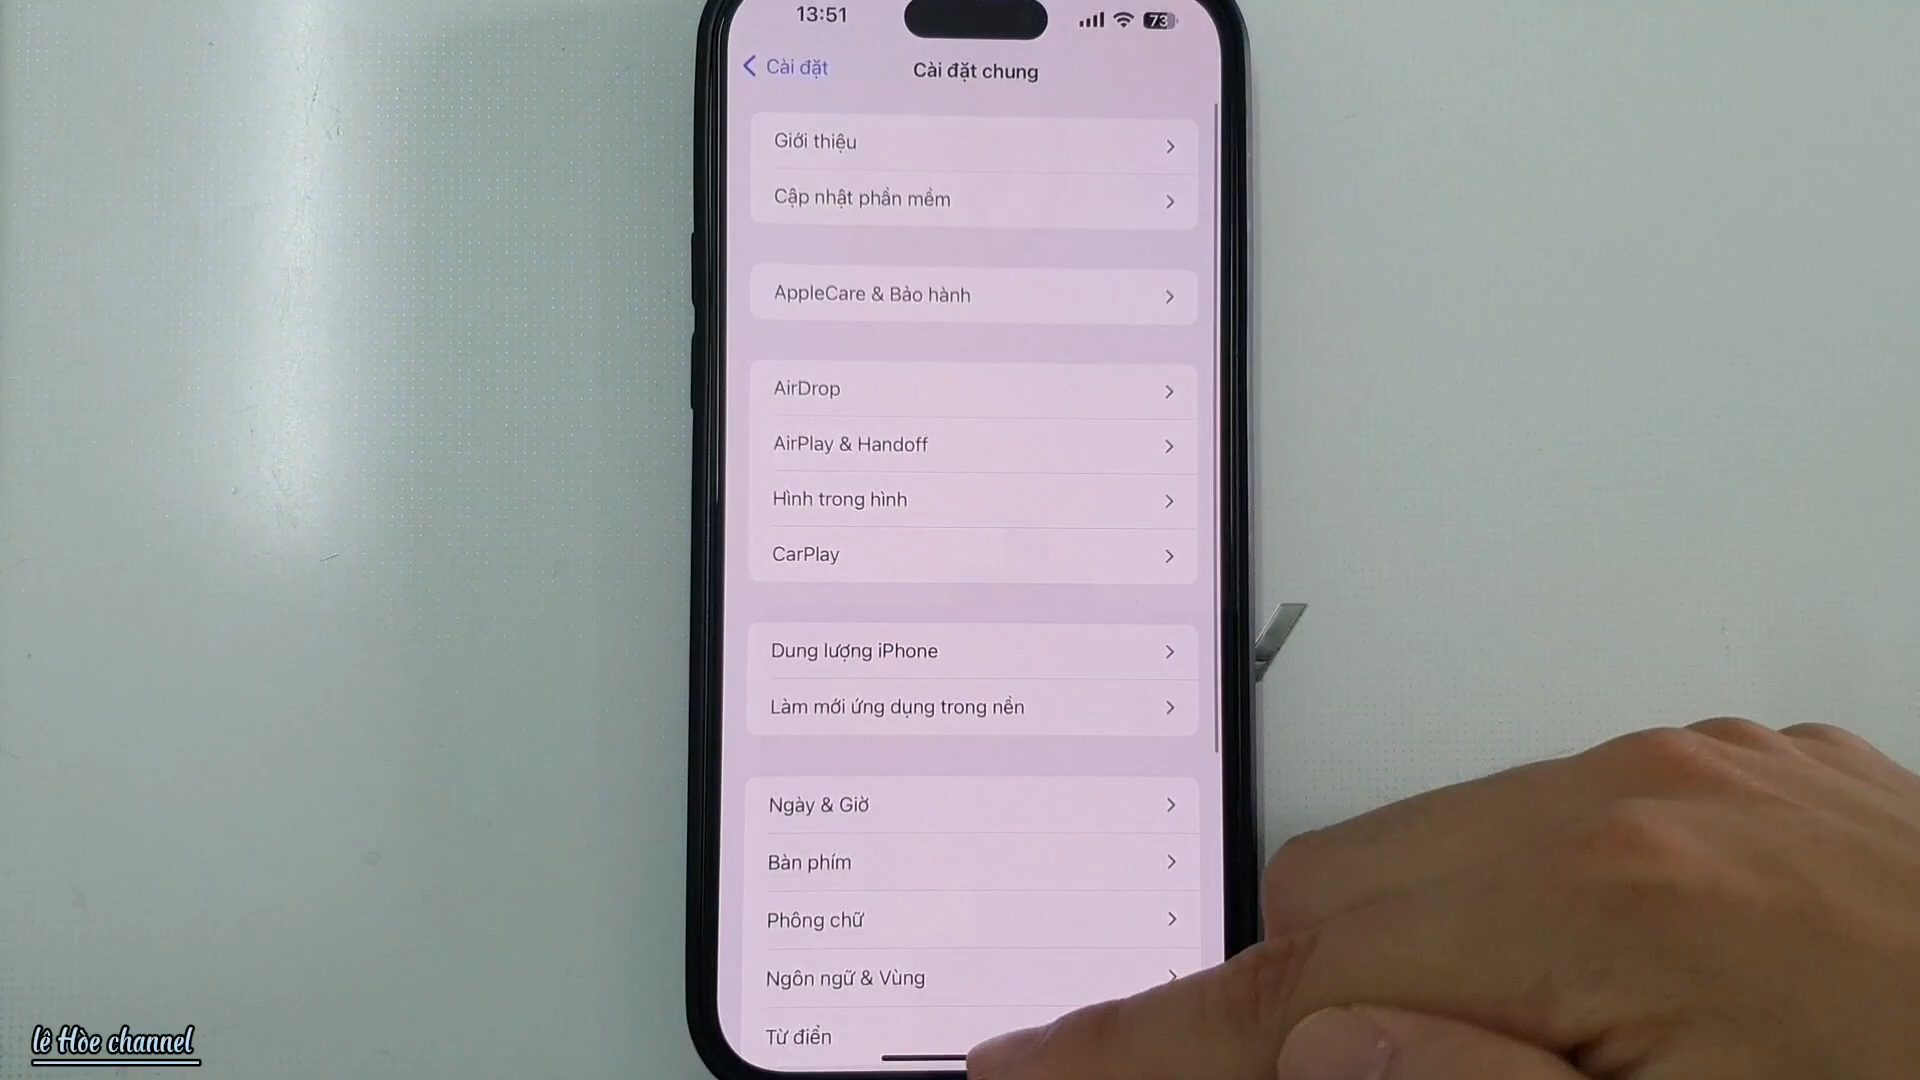 13:51
73
Cài đặt
Cài đặt chung
Giới thiệu
Cập nhật phần mềm
AppleCare & Bảo hành
AirDrop
AirPlay & Handoff
Hình trong hình
CarPlay
Dung lượng iPhone
Làm mới ứng dụng trong nền
Ngày & Giờ
Bàn phím
Phông chữ
Ngôn ngữ & Vùng
Từ điển
lê Hòe channel